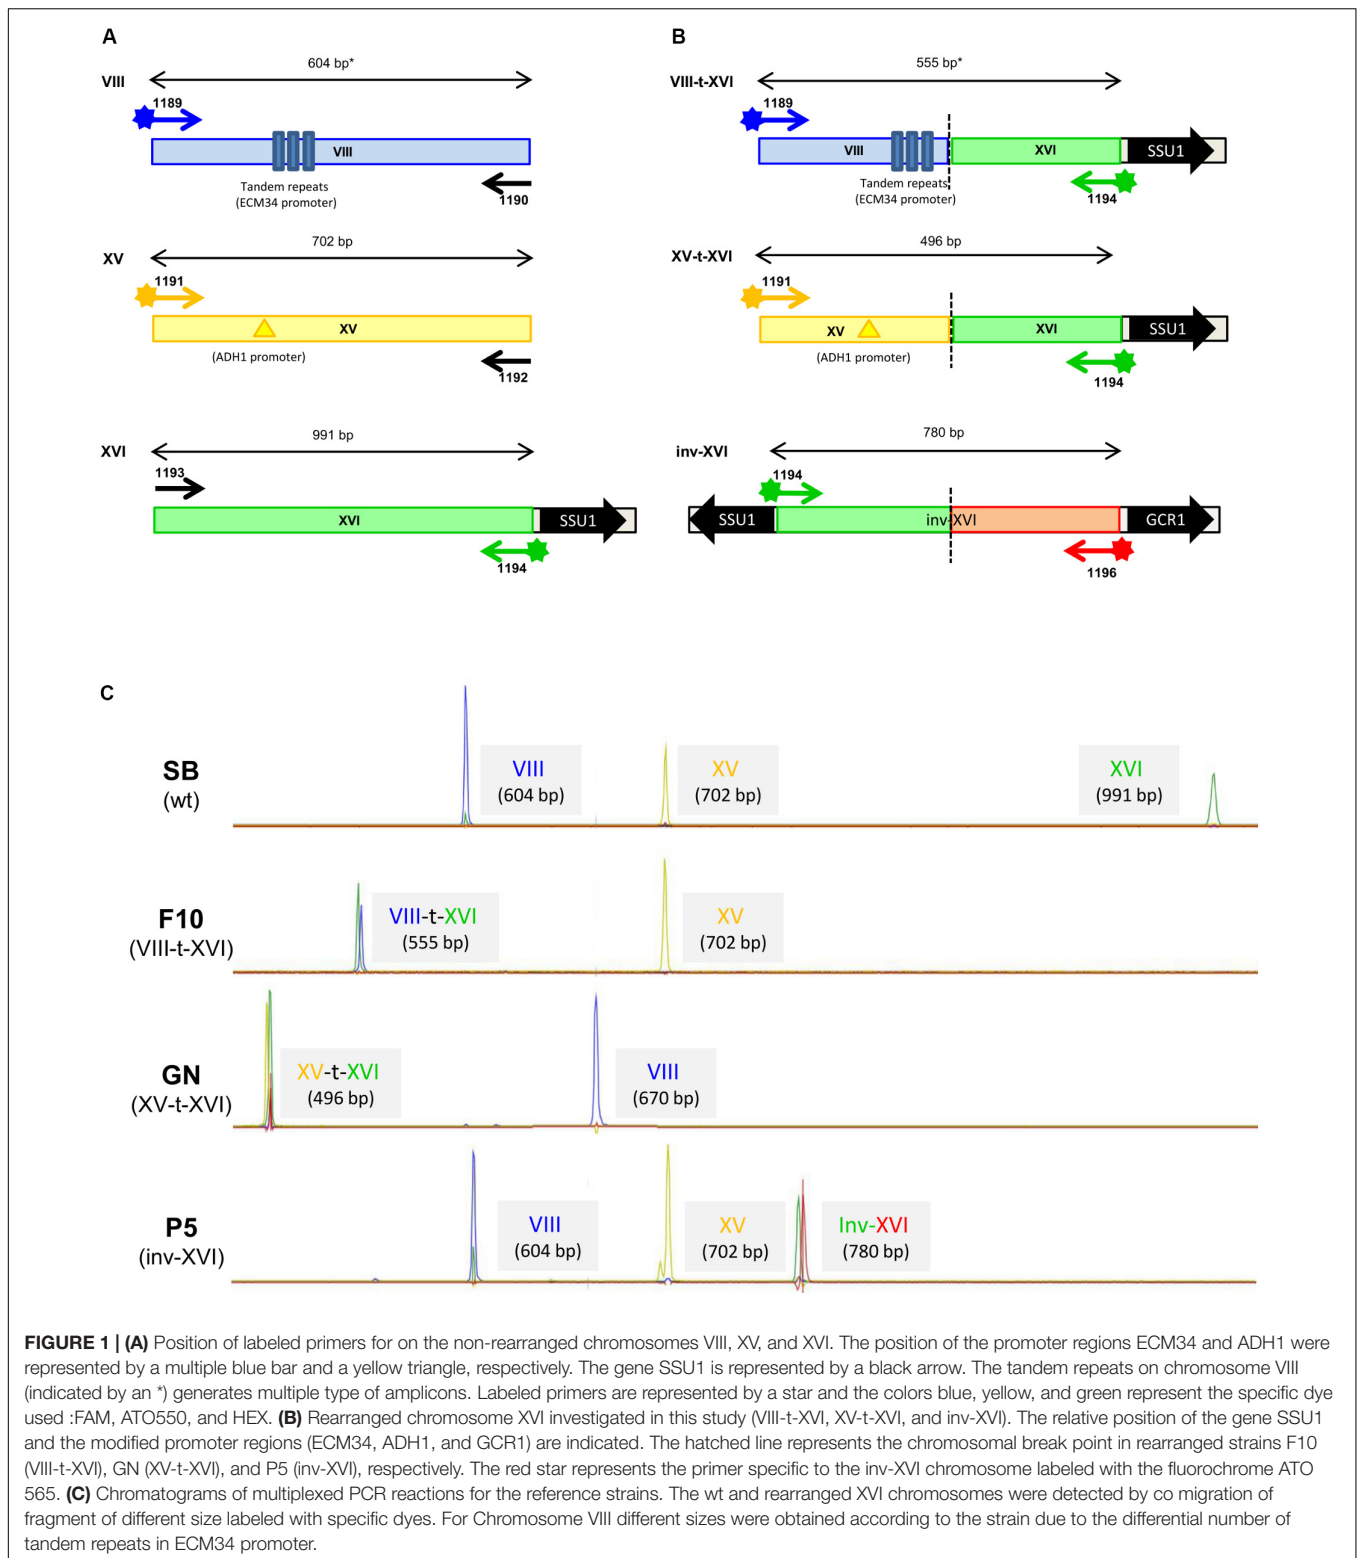 A
604 bp*
VIII
1189
VIII
Tandem repeats
(ECM34 promoter)
1190
702 bp
XV
1191
XV
(ADH1 promoter)
1192
991 bp
XVI
1193
XVI
SSU1
1194
B
555 bp*
VIII-t-XVI
1189
VIII
XVI
SSU1
Tandem repeats
(ECM34 promoter)
1194
496 bp
XV-t-XVI
1191
XV
XVI
SSU1
(ADH1 promoter)
1194
780 bp
inv-XVI
1194
SSU1
inv-XVI
GCR1
1196
C
SB
(wt)
VIII
(604 bp)
XV
(702 bp)
XVI
(991 bp)
F10
(VIII-t-XVI)
VIII-t-XVI
(555 bp)
XV
(702 bp)
GN
(XV-t-XVI)
XV-t-XVI
(496 bp)
VIII
(670 bp)
P5
(inv-XVI)
VIII
(604 bp)
XV
(702 bp)
Inv-XVI
(780 bp)
FIGURE 1 | (A) Position of labeled primers for on the non-rearranged chromosomes VIII, XV, and XVI. The position of the promoter regions ECM34 and ADH1 were
represented by a multiple blue bar and a yellow triangle, respectively. The gene SSU1 is represented by a black arrow. The tandem repeats on chromosome VIII
(indicated by an *) generates multiple type of amplicons. Labeled primers are represented by a star and the colors blue, yellow, and green represent the specific dye
used :FAM, ATO550, and HEX. (B) Rearranged chromosome XVI investigated in this study (VIII-t-XVI, XV-t-XVI, and inv-XVI). The relative position of the gene SSU1
and the modified promoter regions (ECM34, ADH1, and GCR1) are indicated. The hatched line represents the chromosomal break point in rearranged strains F10
(VIII-t-XVI), GN (XV-t-XVI), and P5 (inv-XVI), respectively. The red star represents the primer specific to the inv-XVI chromosome labeled with the fluorochrome ATO
565. (C) Chromatograms of multiplexed PCR reactions for the reference strains. The wt and rearranged XVI chromosomes were detected by co migration of
fragment of different size labeled with specific dyes. For Chromosome VIII different sizes were obtained according to the strain due to the differential number of
tandem repeats in ECM34 promoter.